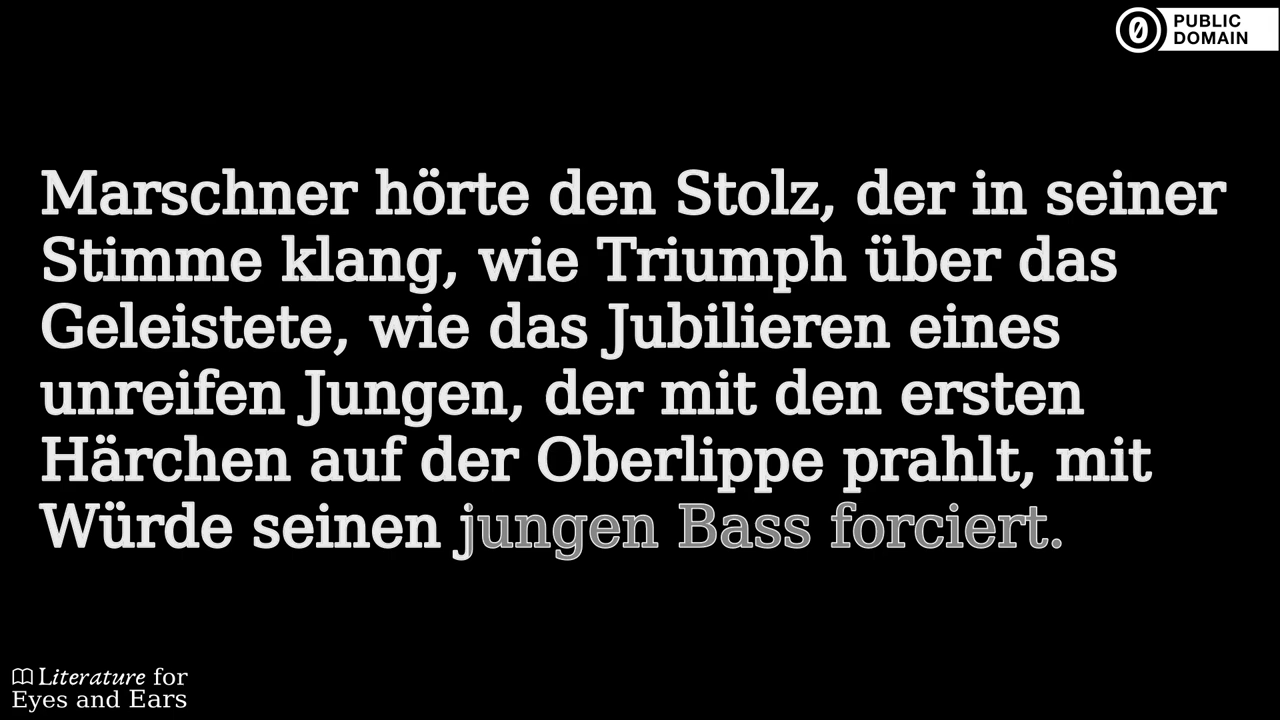 PUBLIC
DOMAIN
Marschner hörte den Stolz, der in seiner
Stimme klang, wie Triumph über das
Geleistete, wie das Jubilieren eines
unreifen Jungen, der mit den ersten
Härchen auf der Oberlippe prahlt, mit
Würde seinen jungen Bass forciert.
Literature for
Eyes and Ears